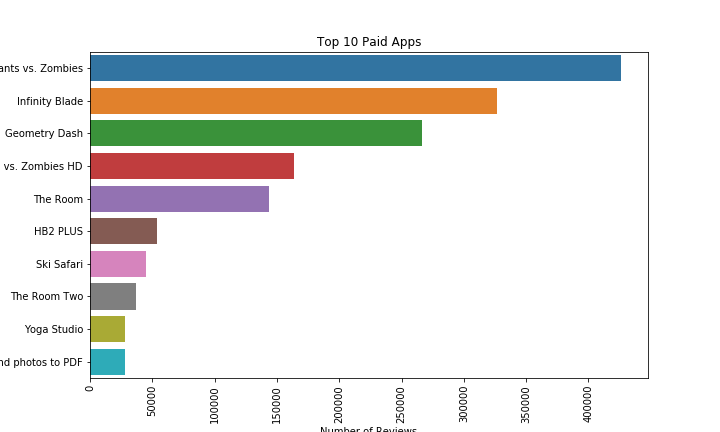 Top 10 Paid Apps
ants vs. Zombies
Infinity Blade
Geometry Dash
vs. Zombies HD
The Room
HB2 PLUS
Ski Safari
The Room Two
Yoga Studio
nd photos to PDF
0
50000
100000
150000
200000
250000
300000
350000
400000
Number of Reviews